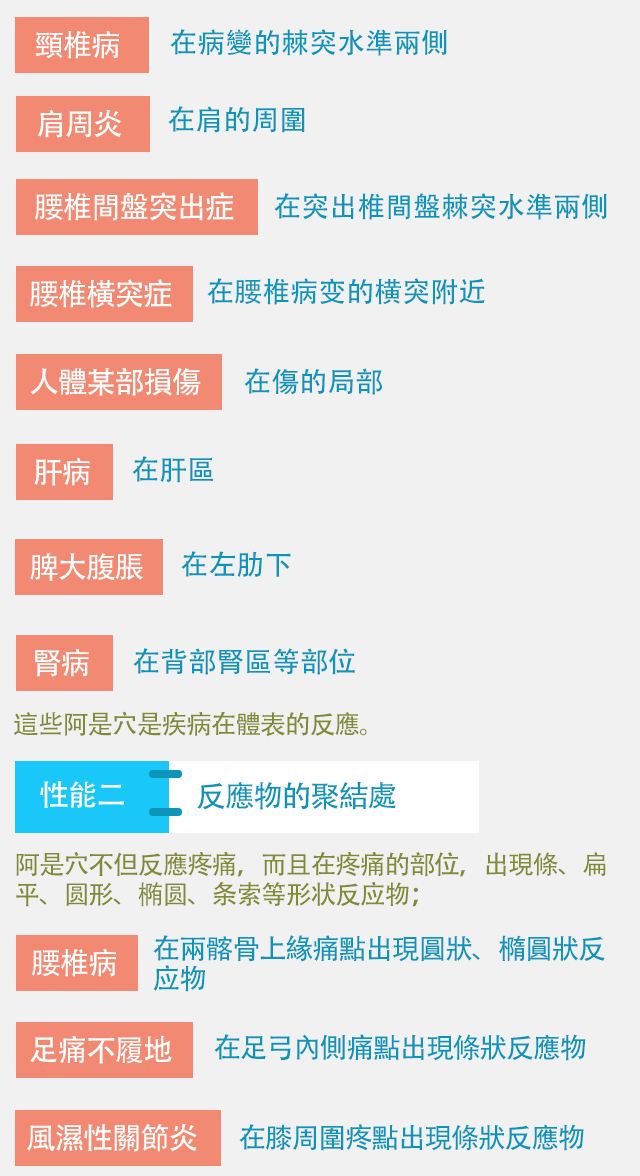 頸椎病 在病變的棘突水準兩側
肩周炎 在肩的周圍
腰椎間盤突出症 在突出椎間盤棘突水準兩側
腰椎橫突症 在腰椎病变的橫突附近
人體某部損傷 在傷的局部
肝病 在肝區
脾大腹脹 在左肋下
腎病 在背部腎區等部位
這些阿是穴是疾病在體表的反應。
性能二 反應物的聚結處
阿是穴不但反應疼痛，而且在疼痛的部位，出現條、扁
平、圆形、椭圆、条索等形状反应物；
腰椎病 在兩髂骨上緣痛點出現圓狀、橢圓狀反
应物
足痛不履地 在足弓內側痛點出現條狀反應物
風濕性關節炎 在膝周圍疼點出現條狀反應物